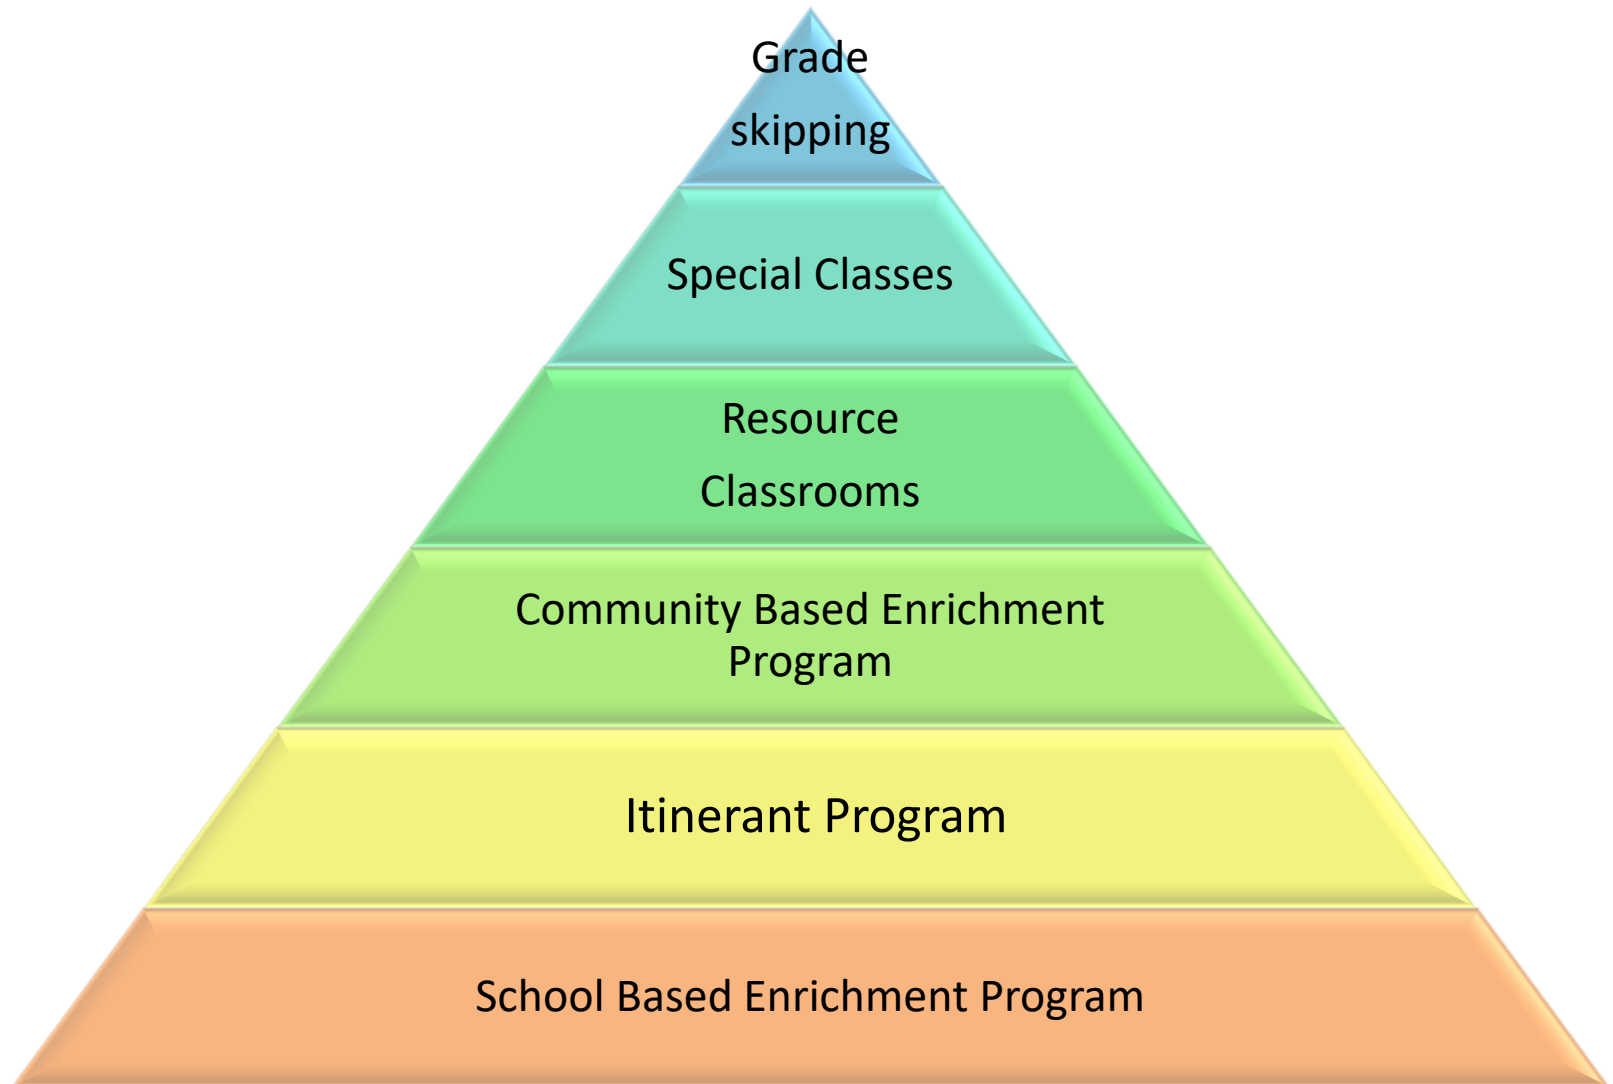 Grade
skipping
Special Classes
Resource
Classrooms
Community Based Enrichment
Program
Itinerant Program
School Based Enrichment Program